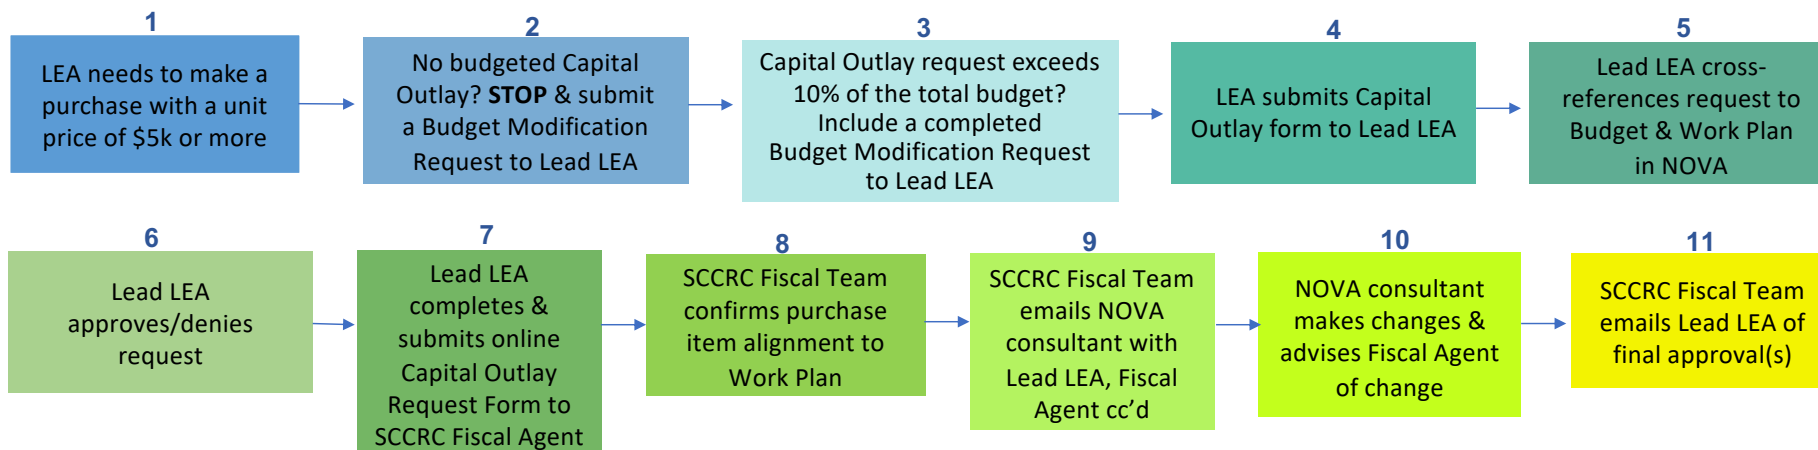 1
LEA needs to make a
purchase with a unit
price of $5k or more
2
No budgeted Capital
Outlay? STOP & submit
a Budget Modification
Request to Lead LEA
3
Capital Outlay request exceeds
10% of the total budget?
Include a completed
Budget Modification Request
to Lead LEA
4
LEA submits Capital
Outlay form to Lead LEA
5
Lead LEA cross-
references request to
Budget & Work Plan
in NOVA
6
Lead LEA
approves/denies
request
7
Lead LEA
completes &
submits online
Capital Outlay
Request Form to
SCCRC Fiscal Agent
8
SCCRC Fiscal Team
confirms purchase
item alignment to
Work Plan
9
SCCRC Fiscal Team
emails NOVA
consultant with
Lead LEA, Fiscal
Agent cc’d
10
NOVA consultant
makes changes &
advises Fiscal Agent
of change
11
SCCRC Fiscal Team
emails Lead LEA of
final approval(s)